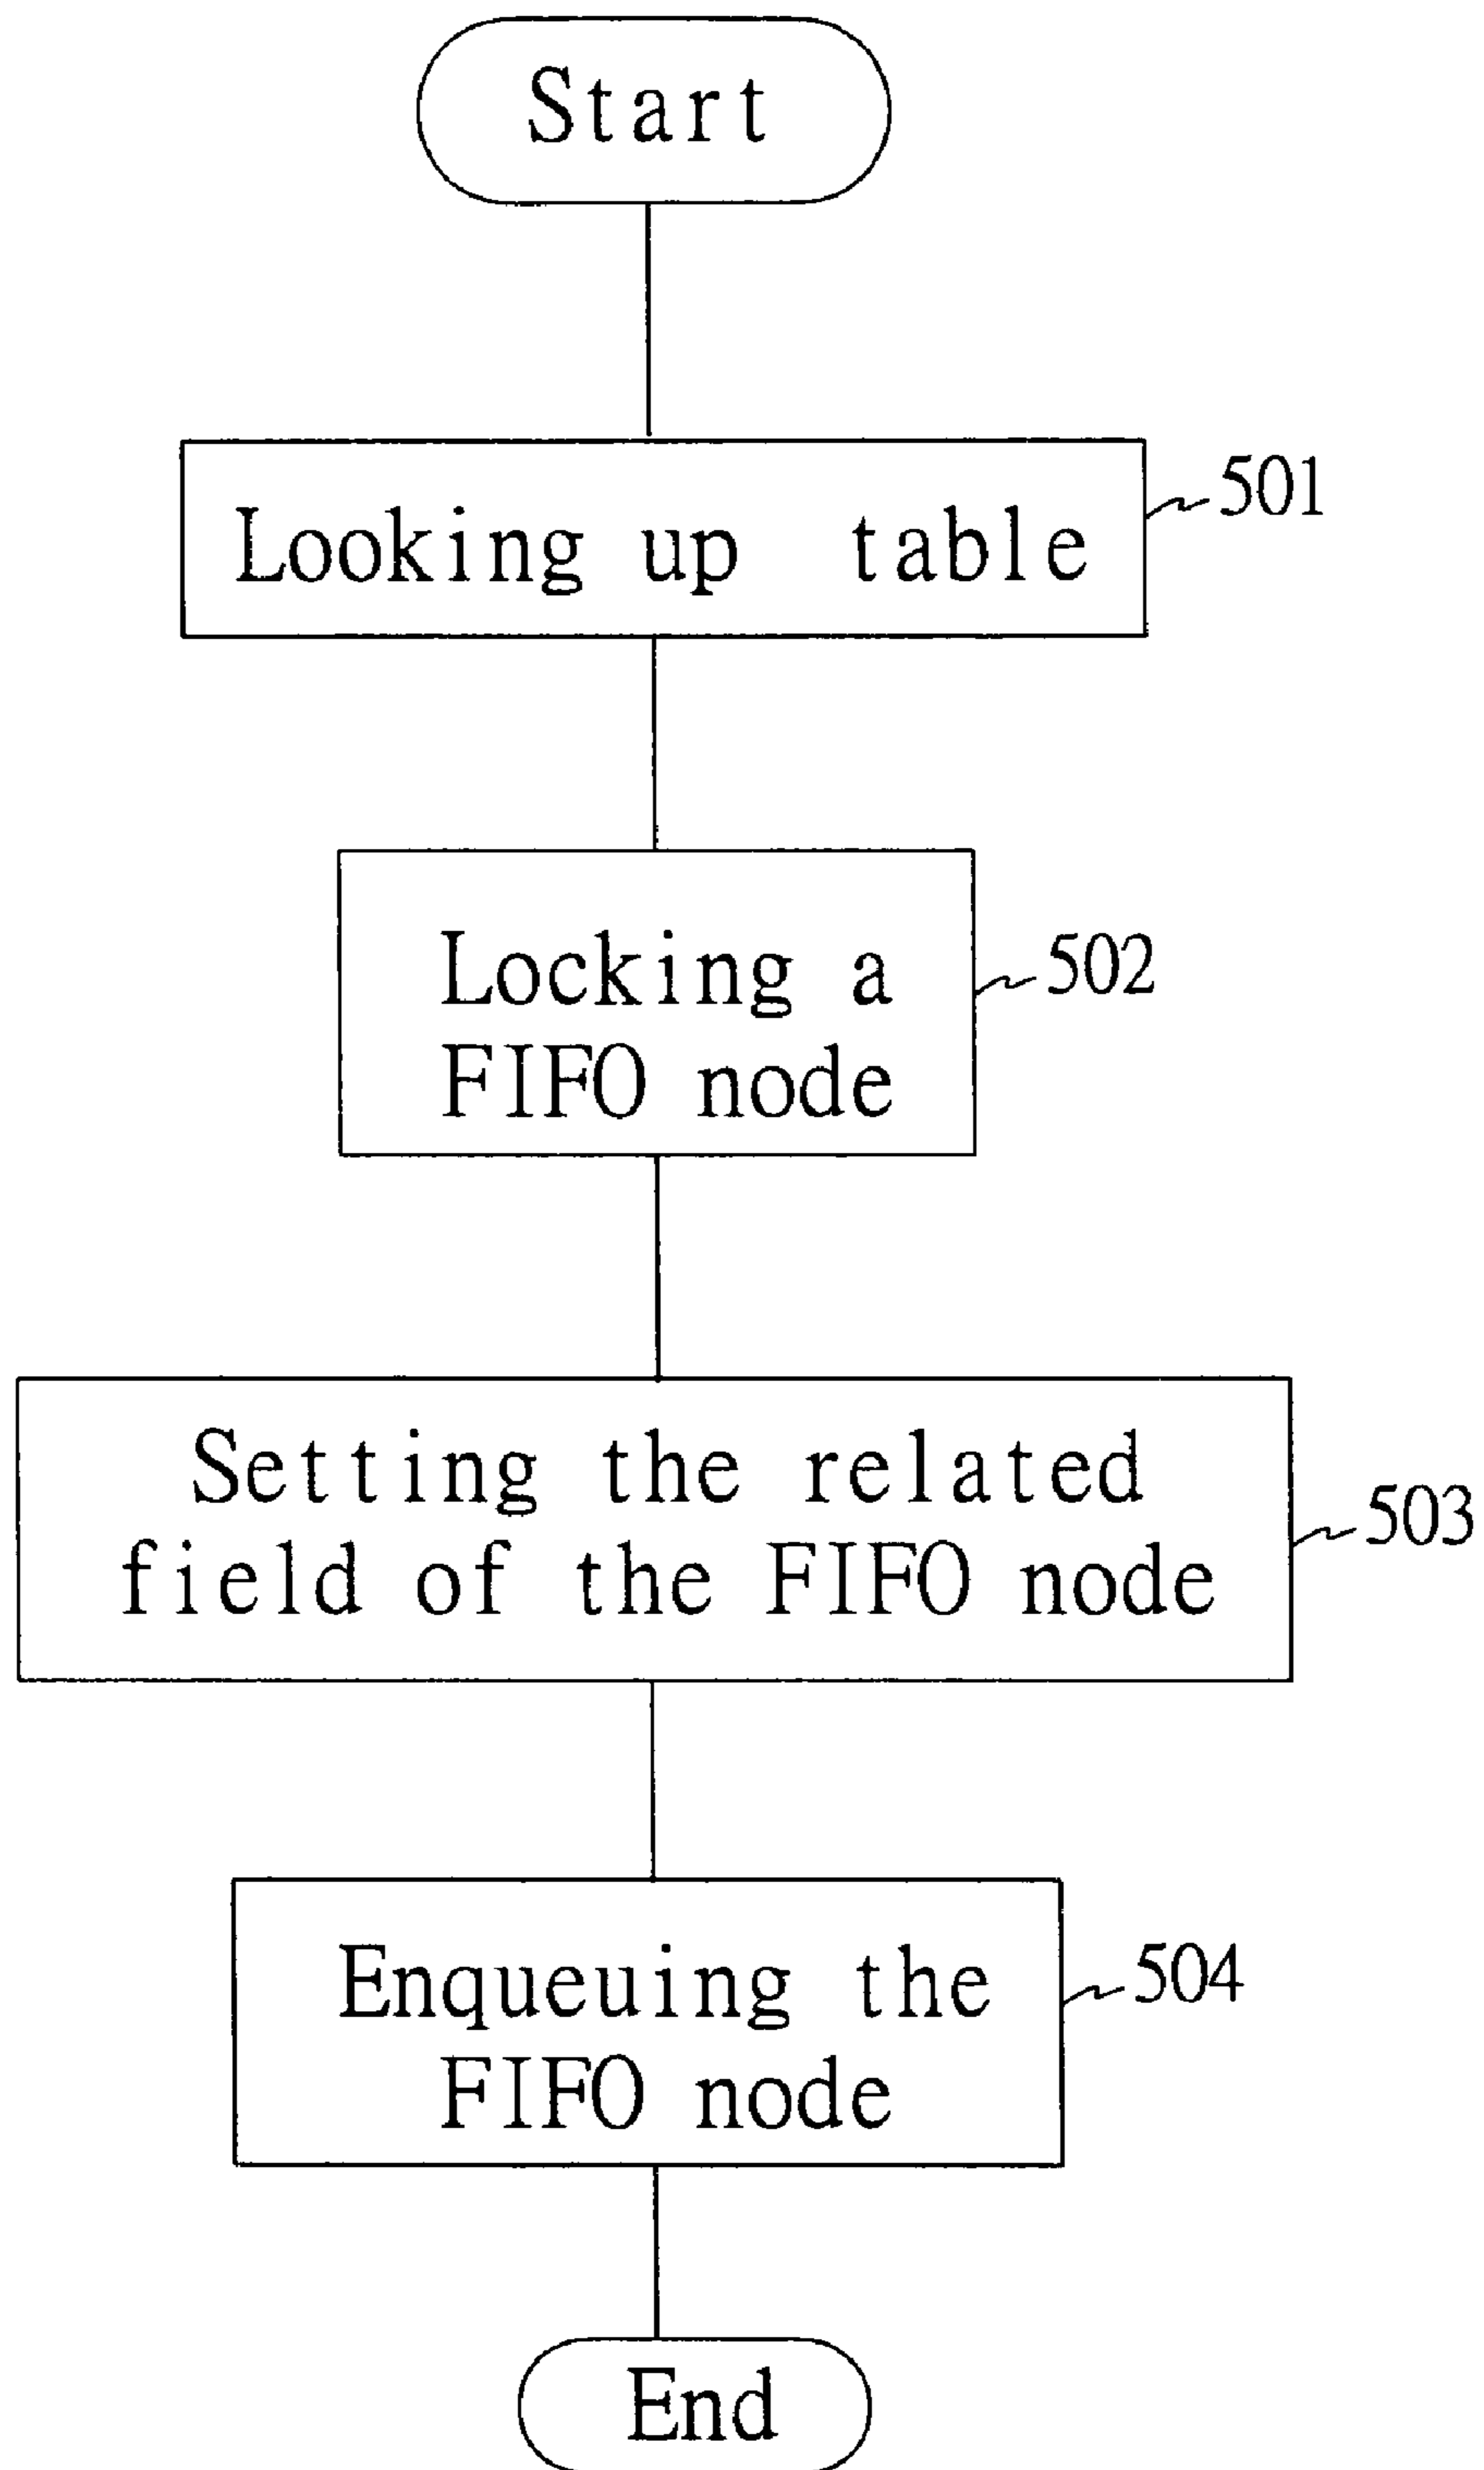 Start
Looking up table
501
Locking a
FIFO node
502
Setting the related
field of the FIFO node
503
Enqueuing the
FIFO node
504
End